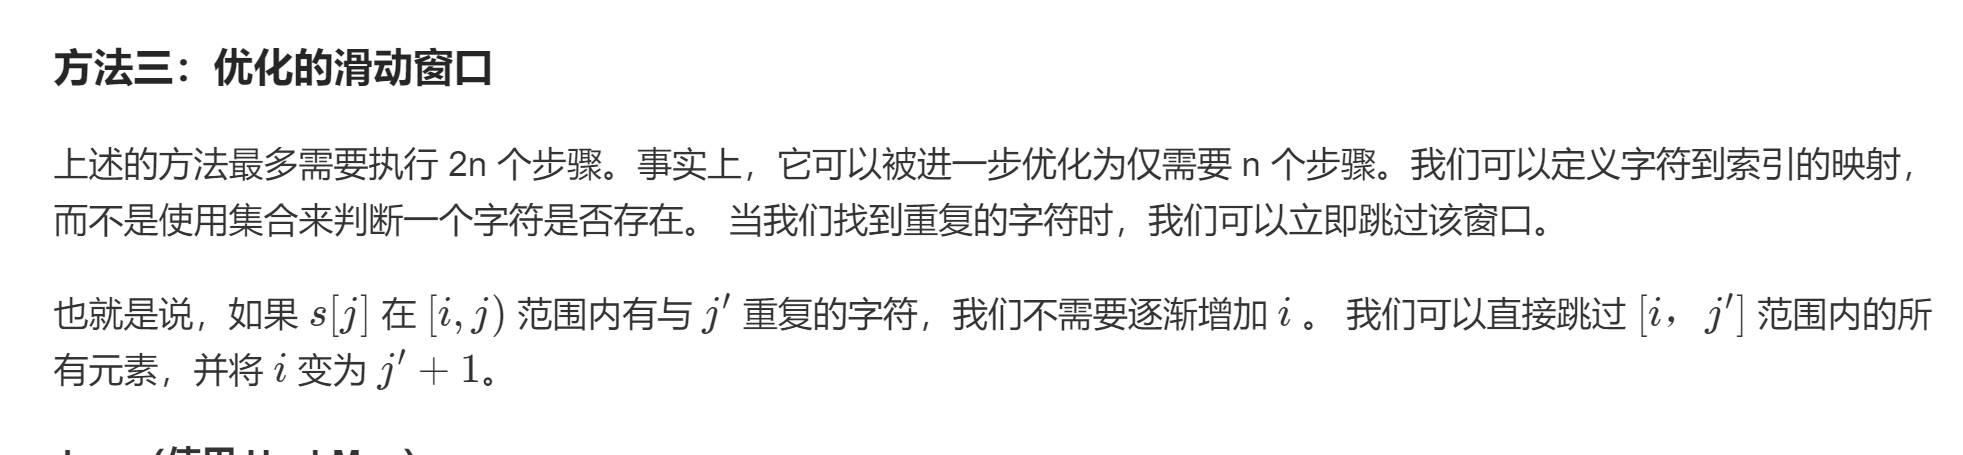 方法三：优化的滑动窗口
上述的方法最多需要执行 2n 个步骤。事实上，它可以被进一步优化为仅需要 n 个步骤。我们可以定义字符到索引的映射，
而不是使用集合来判断一个字符是否存在。 当我们找到重复的字符时，我们可以立即跳过该窗口。
也就是说，如果 s[j] 在 [i, j) 范围内有与 j′ 重复的字符，我们不需要逐渐增加 i 。 我们可以直接跳过 [i， j′] 范围内的所
有元素，并将 i 变为 j′ + 1。